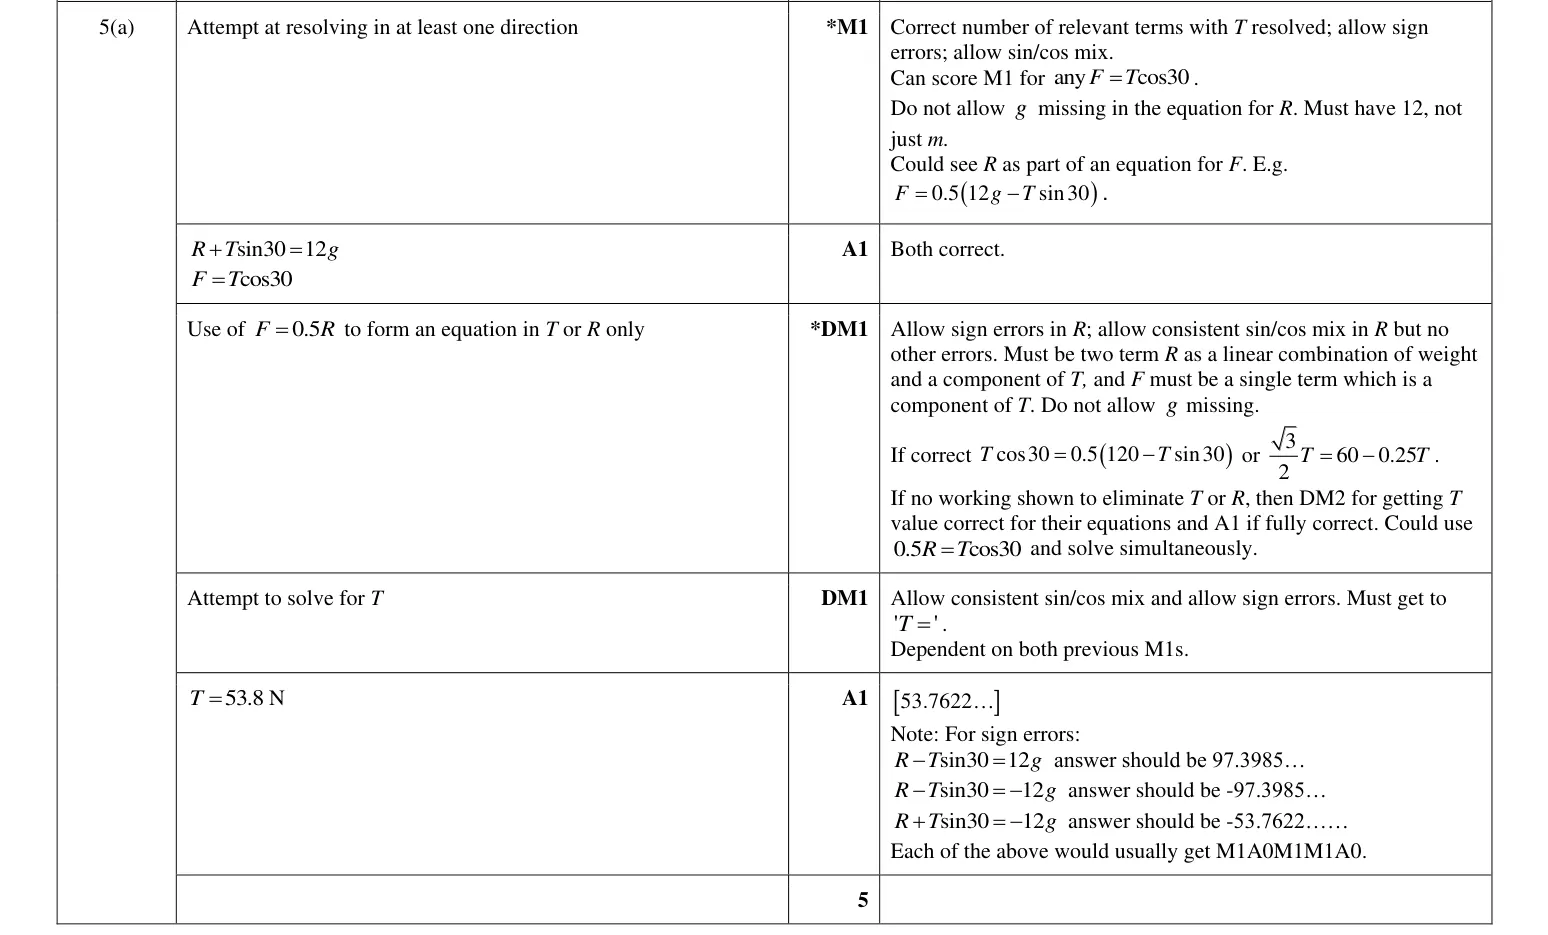 5(a)
Attempt at resolving in at least one direction
*M1
Correct number of relevant terms with T resolved; allow sign
errors; allow sin/cos mix.
Can score M1 for any F = Tcos30 .
Do not allow g missing in the equation for R. Must have 12, not
just m.
Could see R as part of an equation for F. E.g.
F = 0.5(12g − T sin 30) .
R + Tsin30 = 12g
F = Tcos30
A1
Both correct.
Use of F = 0.5R to form an equation in T or R only
*DM1
Allow sign errors in R; allow consistent sin/cos mix in R but no
other errors. Must be two term R as a linear combination of weight
and a component of T, and F must be a single term which is a
component of T. Do not allow g missing.
If correct T cos 30 = 0.5(120 − T sin 30) or √3/2 T = 60 − 0.25T .
If no working shown to eliminate T or R, then DM2 for getting T
value correct for their equations and A1 if fully correct. Could use
0.5R = Tcos30 and solve simultaneously.
Attempt to solve for T
DM1
Allow consistent sin/cos mix and allow sign errors. Must get to
'T =' .
Dependent on both previous M1s.
T = 53.8 N
A1
[53.7622…]
Note: For sign errors:
R − Tsin30 = 12g answer should be 97.3985…
R − Tsin30 = −12g answer should be -97.3985…
R + Tsin30 = −12g answer should be -53.7622……
Each of the above would usually get M1A0M1M1A0.
5